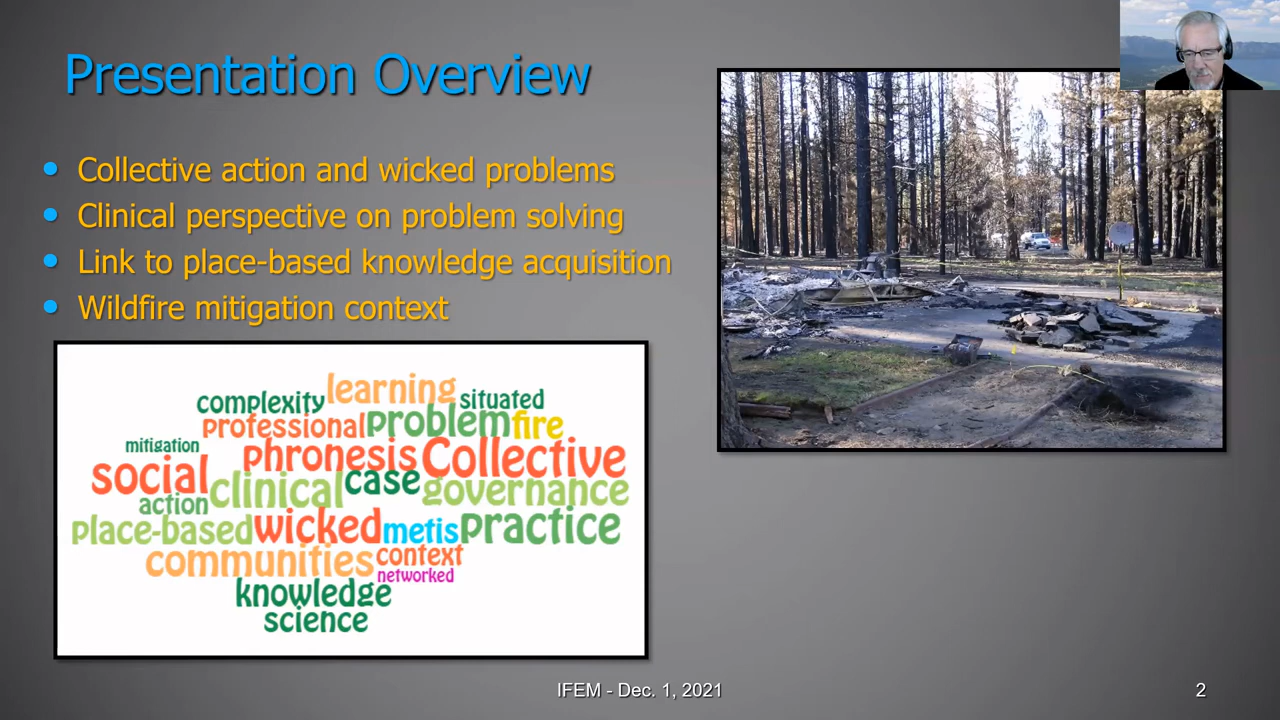 Presentation Overview
Collective action and wicked problems
Clinical perspective on problem solving
Link to place-based knowledge acquisition
Wildfire mitigation context
learning
complexity situated
professional problem fire
mitigation phronesis Collective
social clinical case governance
action
place-based wicked metis practice
communities context
networked
knowledge
science
IFEM - Dec. 1, 2021
2